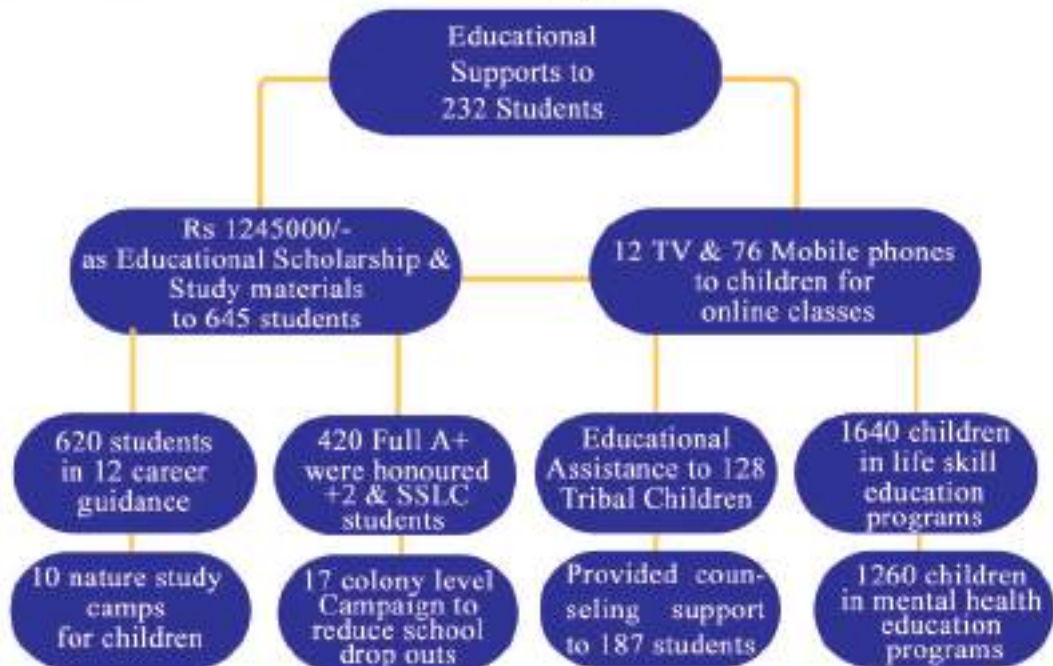 Educational
Supports to
232 Students
Rs 1245000/-
as Educational Scholarship &
Study materials
to 645 students
12 TV & 76 Mobile phones
to children for
online classes
620 students
in 12 career
guidance
420 Full A+
were honoured
+2 & SSLC
students
Educational
Assistance to 128
Tribal Children
1640 children
in life skill
education
programs
10 nature study
camps
for children
17 colony level
Campaign to
reduce school
drop outs
Provided coun-
seling support
to 187 students
1260 children
in mental health
education
programs